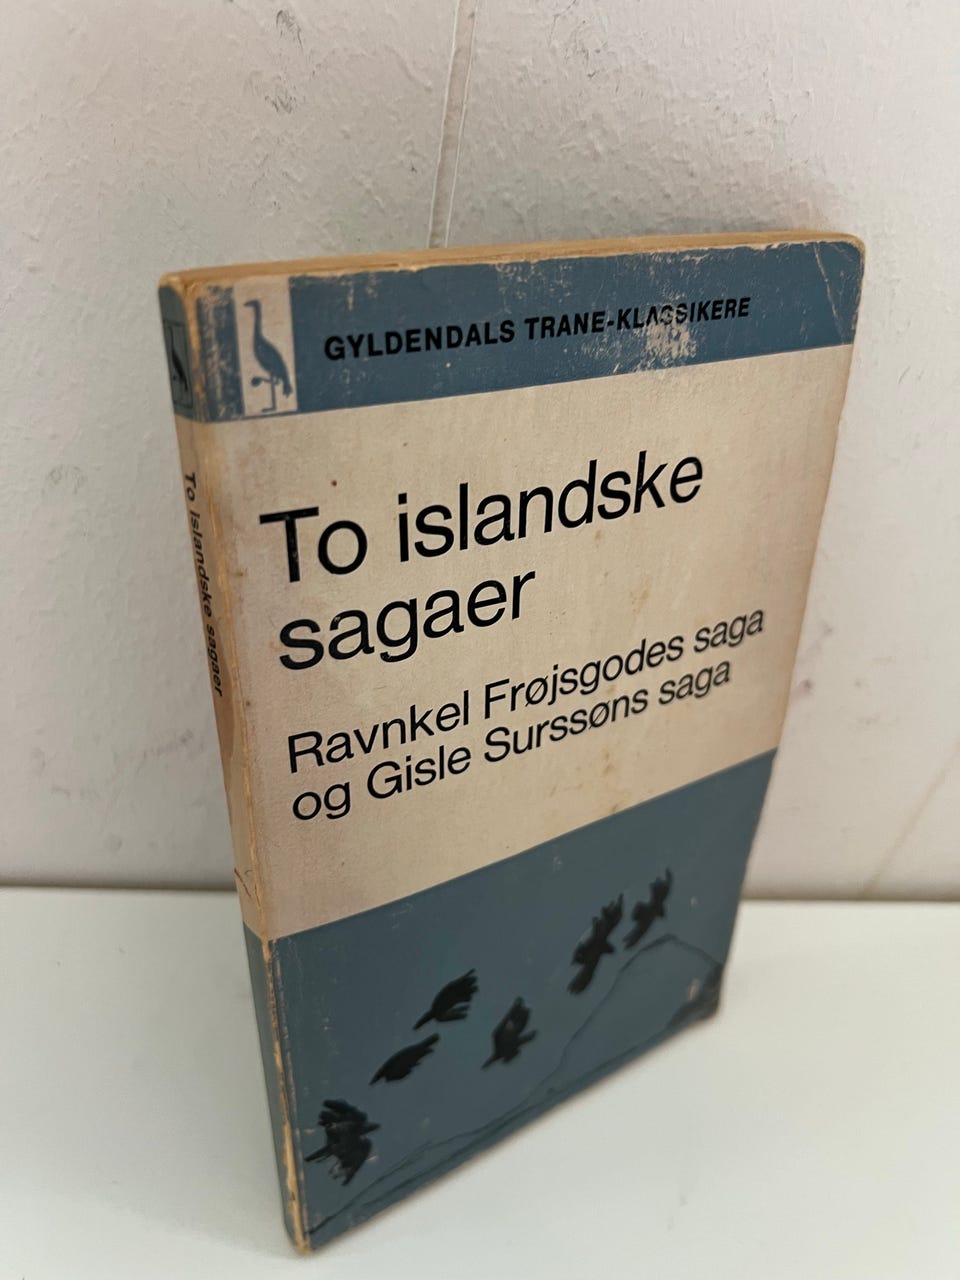 GYLDENDALS TRANE-KLASSIKERE
To islandske
sagaer
Ravnkel Frøjsgodes saga
og Gisle Surssøns saga
To islandske sagaer